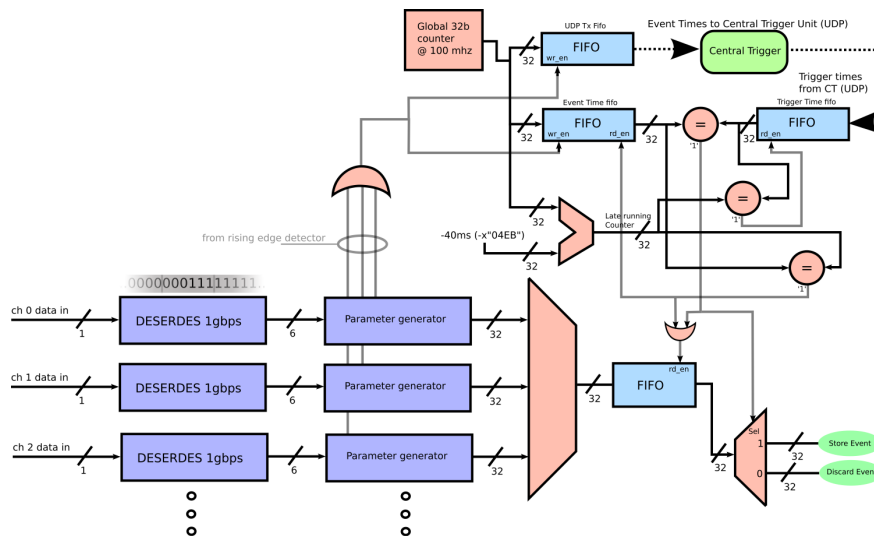 Global 32b
counter
@ 100 mhz
UDP Tx Fifo
FIFO
wr_en
32
Event Times to Central Trigger Unit (UDP)
Central Trigger
Trigger times
from CT (UDP)
Event Time fifo
FIFO
wr_en
rd_en
32
32
=
'1'
32
Trigger Time fifo
FIFO
rd_en
=
'1'
32
Late running
Counter
32
-40ms (-x"04EB")
32
=
'1'
from rising edge detector
.000000011111111..
ch 0 data in
1
DESERDES 1gbps
6
Parameter generator
32
ch 1 data in
1
DESERDES 1gbps
6
Parameter generator
32
ch 2 data in
1
DESERDES 1gbps
6
Parameter generator
32
32
FIFO
rd_en
32
Sel
1
0
32
Store Event
32
Discard Event